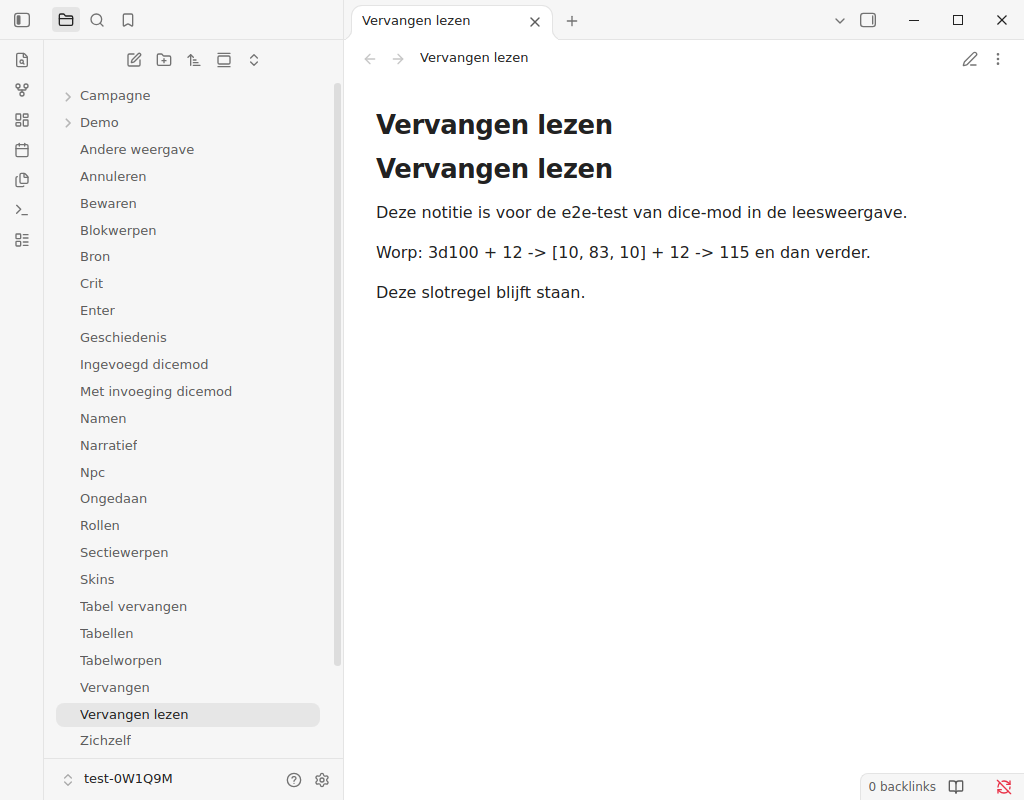 Vervangen lezen
Vervangen lezen
Campagne
Demo
Andere weergave
Annuleren
Bewaren
Blokwerpen
Bron
Crit
Enter
Geschiedenis
Ingevoegd dicemod
Met invoeging dicemod
Namen
Narratief
Npc
Ongedaan
Rollen
Sectiewerpen
Skins
Tabel vervangen
Tabellen
Tabelworpen
Vervangen
Vervangen lezen
Zichzelf
test-0W1Q9M
Vervangen lezen
Vervangen lezen
Deze notitie is voor de e2e-test van dice-mod in de leesweergave.
Worp: 3d100 + 12 -> [10, 83, 10] + 12 -> 115 en dan verder.
Deze slotregel blijft staan.
0 backlinks